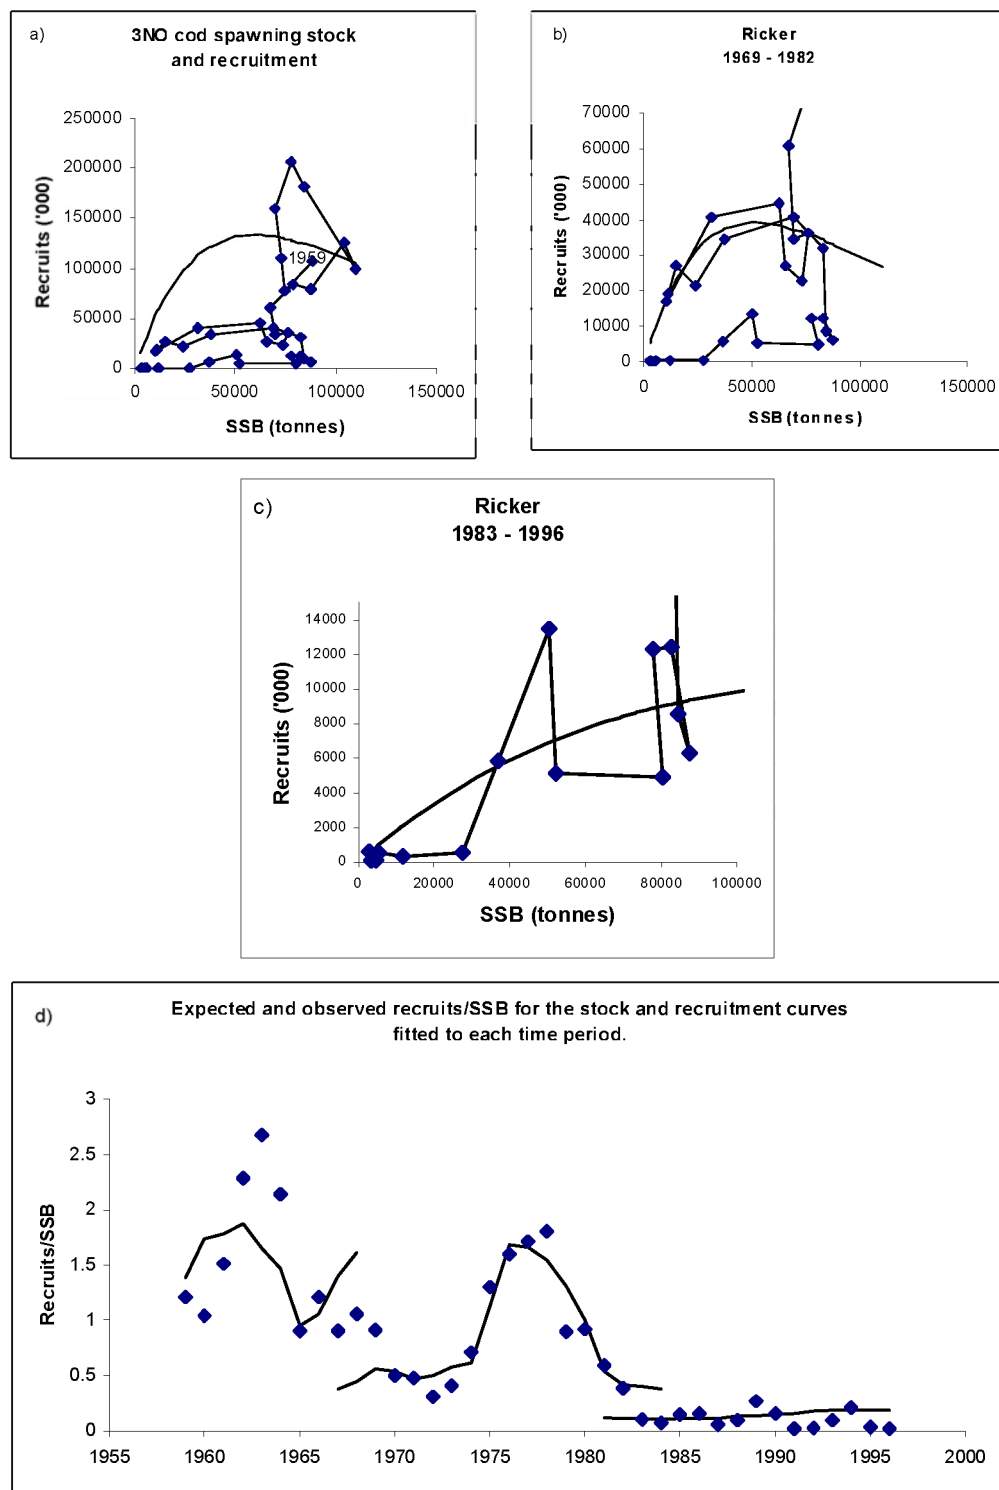 a)
3NO cod spawning stock
and recruitment
250000
200000
150000
100000
50000
0
Recruits ('000)
1959
0 50000 100000 150000
SSB (tonnes)
b)
Ricker
1969 - 1982
70000
60000
50000
40000
30000
20000
10000
0
Recruits ('000)
0 50000 100000 150000
SSB (tonnes)
c)
Ricker
1983 - 1996
14000
12000
10000
8000
6000
4000
2000
0
Recruits ('000)
0 20000 40000 60000 80000 100000
SSB (tonnes)
d)
Expected and observed recruits/SSB for the stock and recruitment curves
fitted to each time period.
3
2.5
2
1.5
1
0.5
0
Recruits/SSB
1955 1960 1965 1970 1975 1980 1985 1990 1995 2000